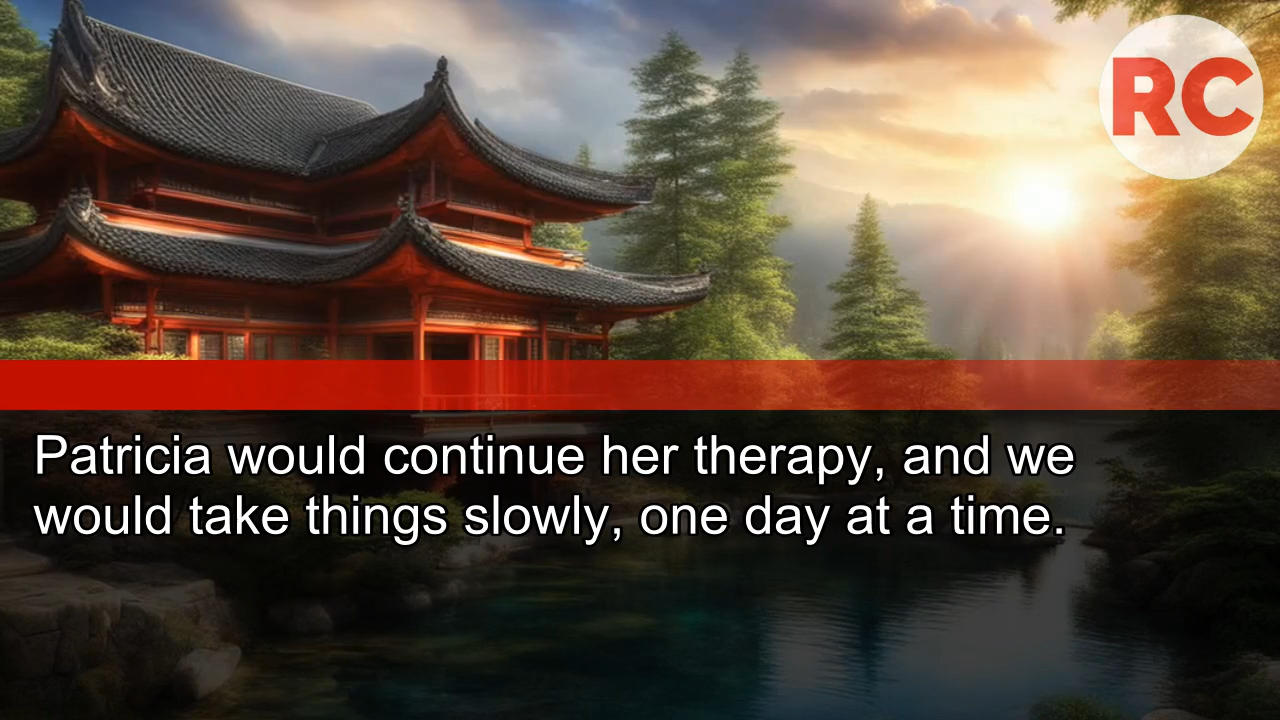 RC
Patricia would continue her therapy, and we
would take things slowly, one day at a time.